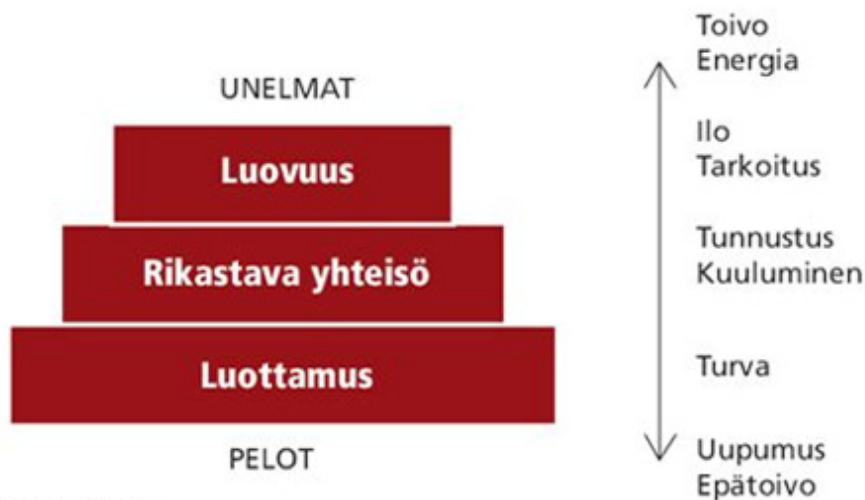 UNELMAT
Luovuus
Rikastava yhteisö
Luottamus
PELOT
Toivo
Energia
Ilo
Tarkoitus
Tunnustus
Kuuluminen
Turva
Uupumus
Epätoivo